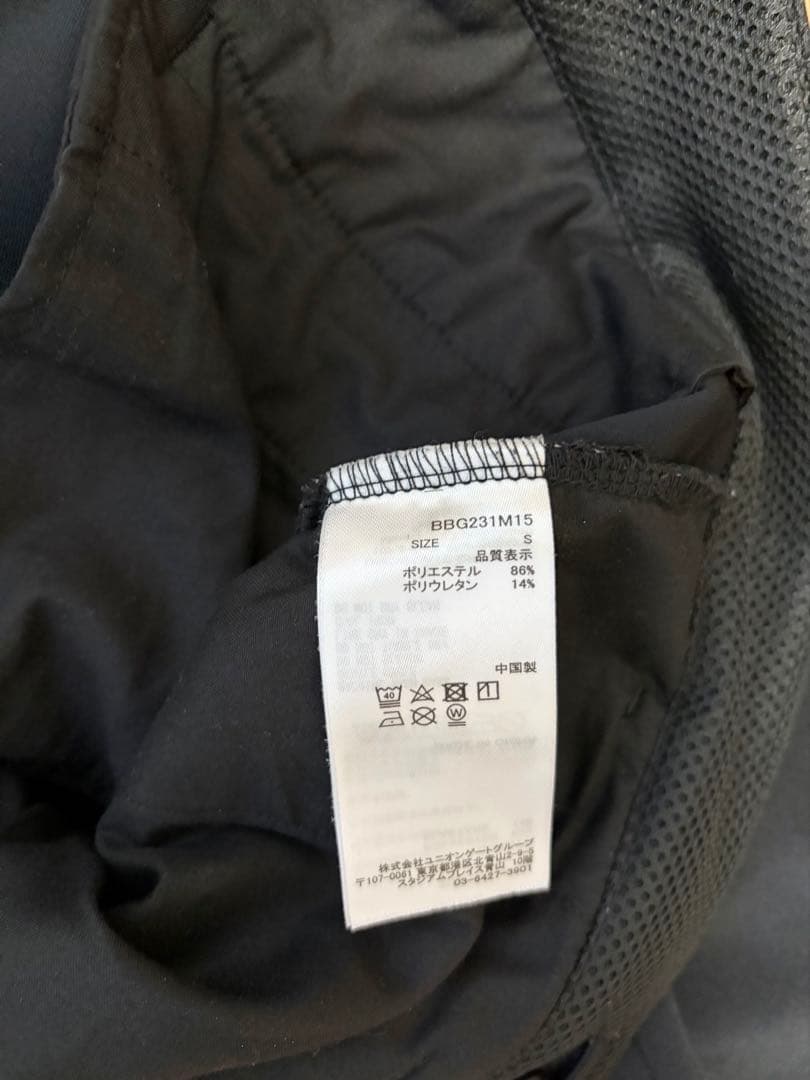 BBG231M15
SIZE S
品質表示
ポリエステル 86%
ポリウレタン 14%
中国製
40
W
株式会社ユニオンゲートグループ
〒107-0061 東京都港区北青山2-9-5
スタジアムプレイス青山 10階
03-6427-3901